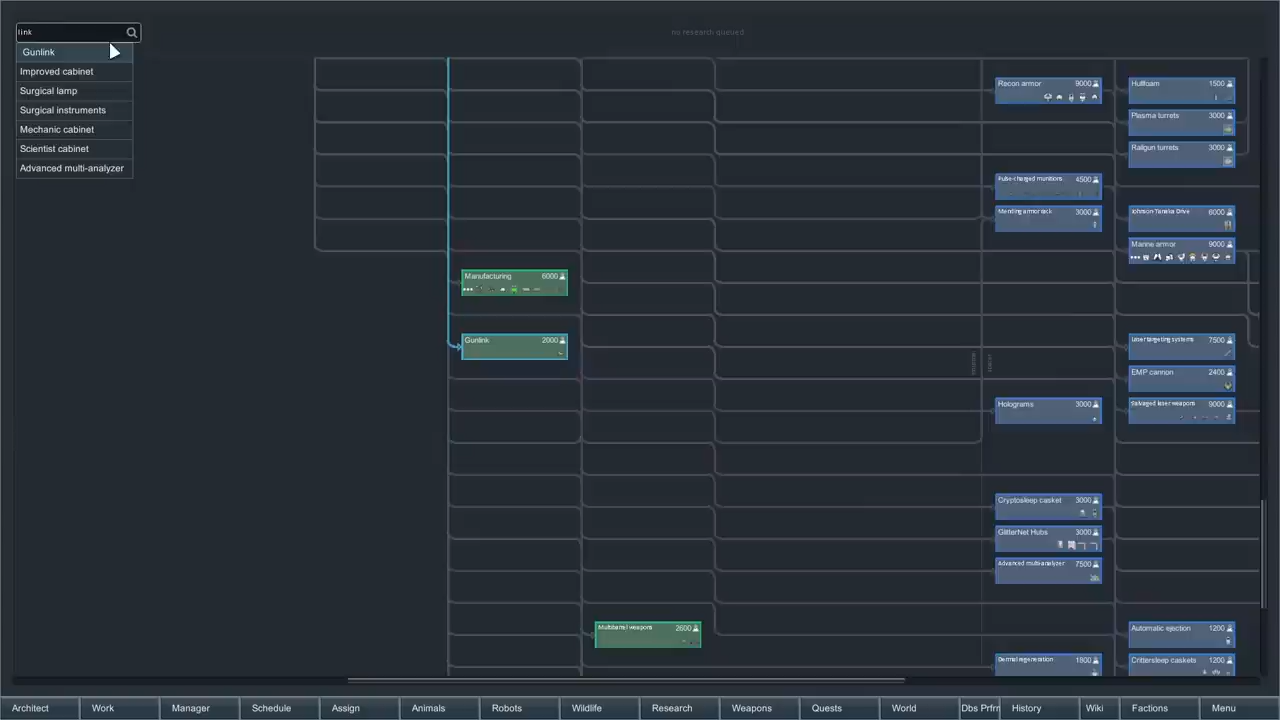 link
no research queued
Gunlink
Improved cabinet
Surgical lamp
Surgical instruments
Mechanic cabinet
Scientist cabinet
Advanced multi-analyzer
Recon armor 9000
Hullfoam 1500
Plasma turrets 3000
Railgun turrets 3000
Pulse-charged munitions 4500
Mending armor rack 3000
Johnson Tanaka Drive 6000
Marine armor 9000
Manufacturing 6000
Gunlink 2000
Laser targeting systems 7500
EMP cannon 2400
Holograms 3000
Salvaged laser weapons 9000
Cryptosleep casket 3000
GlitterNet Hubs 3000
Advanced multi-analyzer 7500
Multibarrel weapons 2600
Automatic ejection 1200
Dermal regeneration 1800
Crittersleep caskets 1200
Architect Work Manager Schedule Assign Animals Robots Wildlife Research Weapons Quests World Dbs Prfrm History Wiki Factions Menu